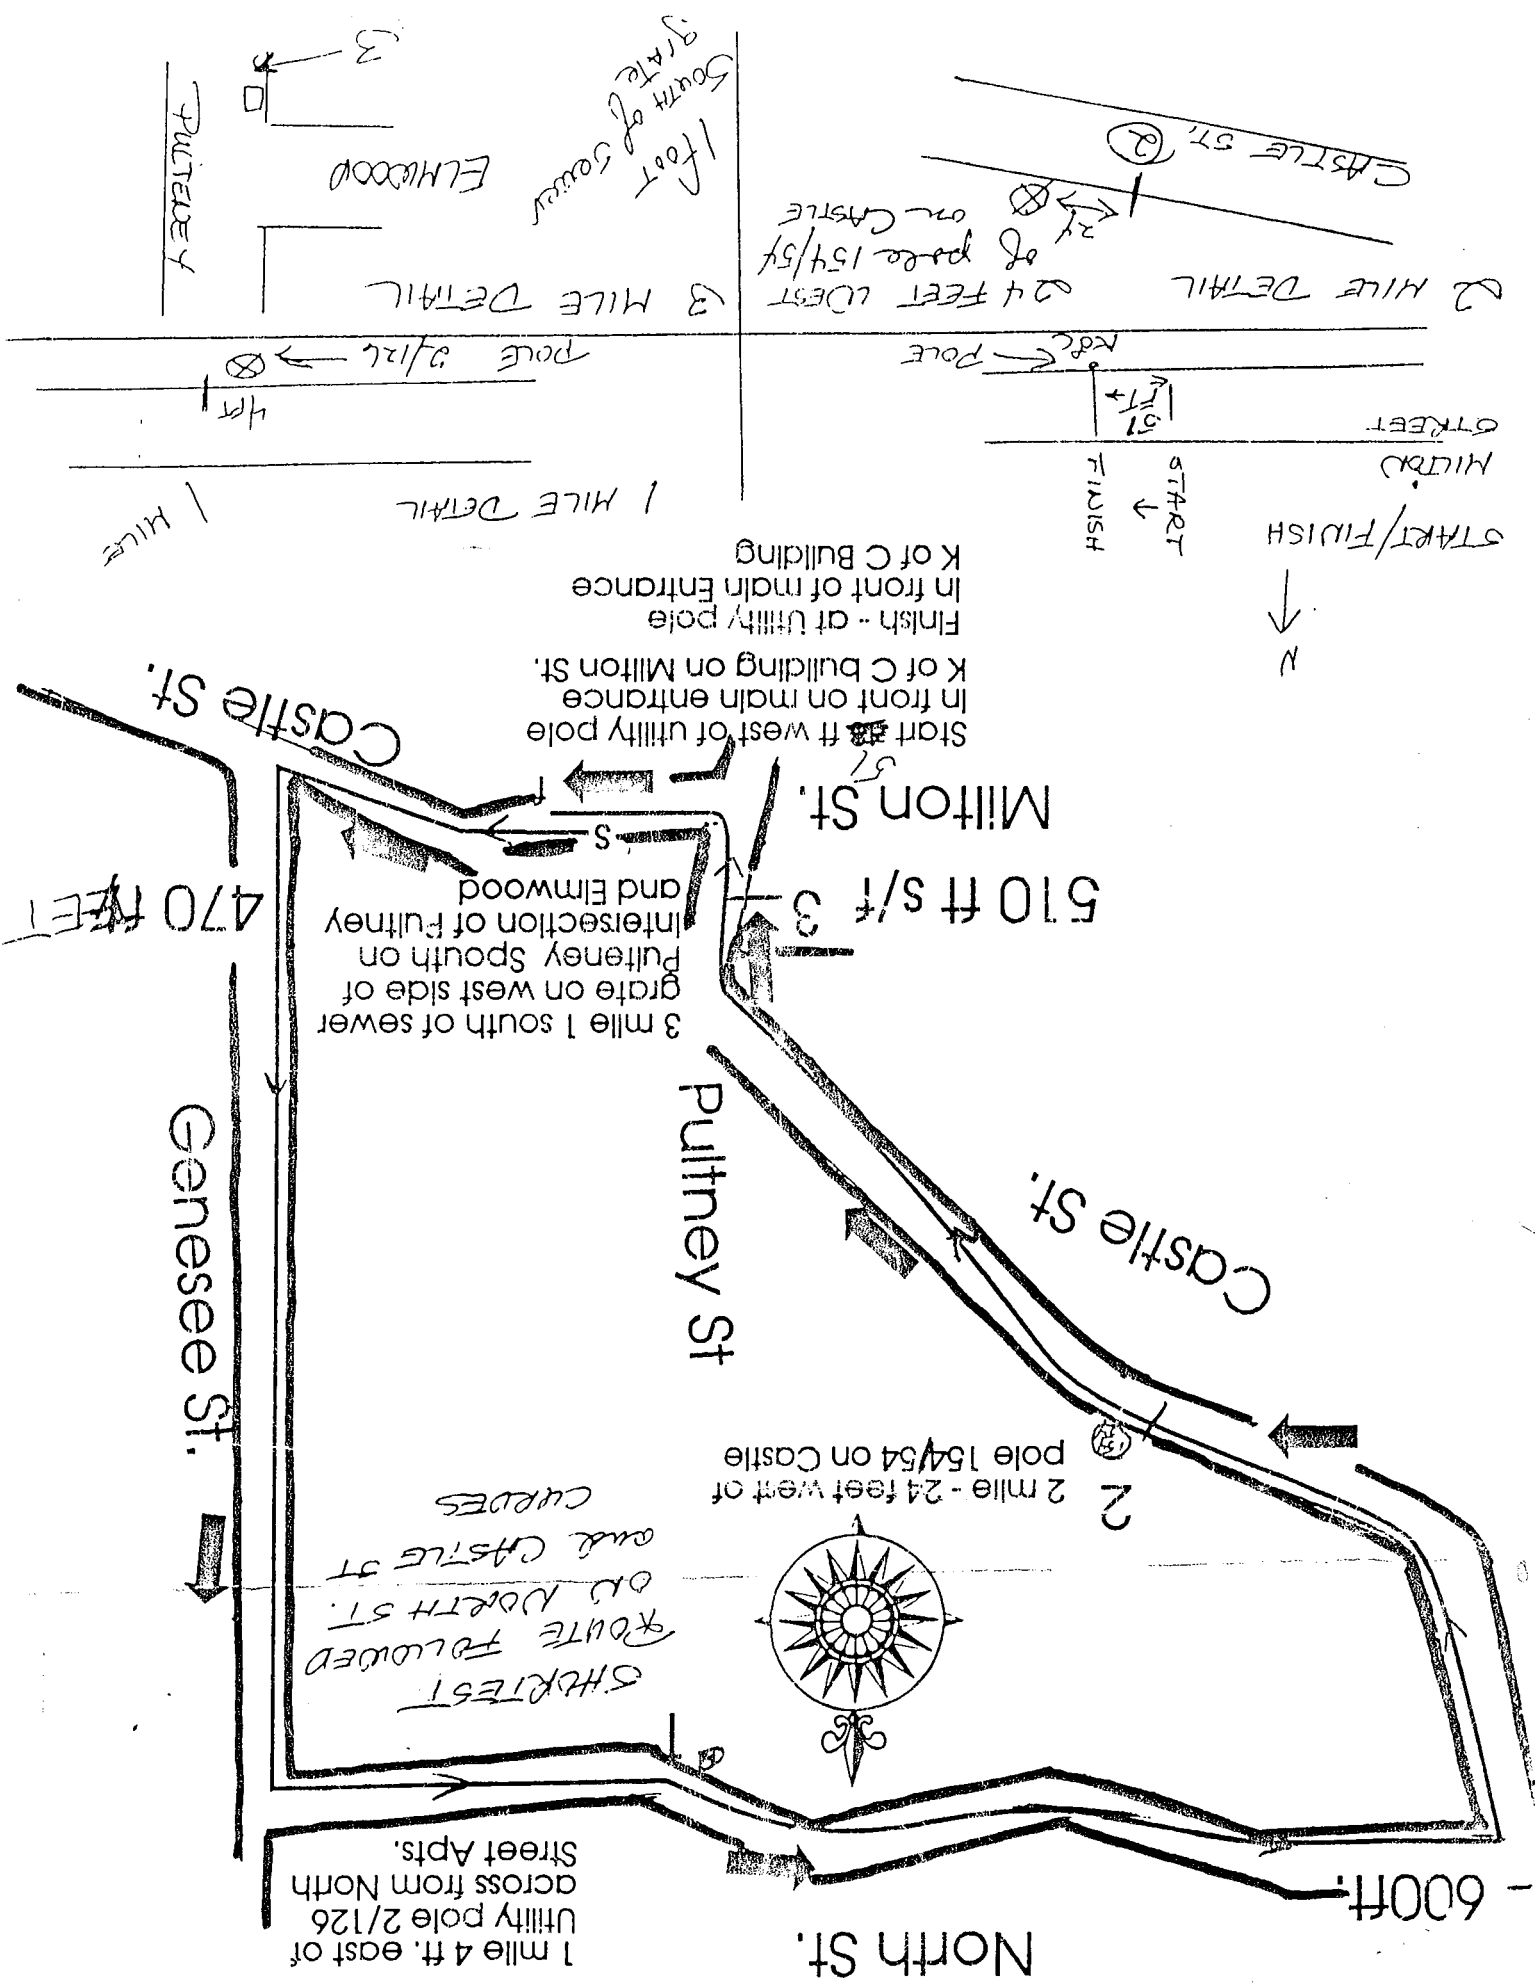 North St.
- 600ft.
1 mile 4 ft. east of
Utility pole 2/126
across from North
Street Apts.
1
SHORTEST
ROUTE FOLLOWED
ON NORTH ST.
and CASTLE ST
CURVES
2
2 mile - 24 feet west of
pole 154/54 on Castle
Castle St.
Pultney St
Genesee St.
3 mile 1 south of sewer
grate on west side of
Pulteney Spouth on
Intersection of Pultney
and Elmwood
510 ft s/f
3
470 FEET
Milton St.
S
f
Castle St.
51
Start ft west of utility pole
In front on main entrance
K of C building on Milton St.
Finish - at Utility pole
In front of main Entrance
K of C Building
N
START/FINISH
MILTON
STREET
START
FINISH
51
FT
K of C
POLE
1 MILE DETAIL
1 MILE
4 FT
POLE 2/126
2 MILE DETAIL
24 FEET WEST
of pole 154/54
on CASTLE
24
2
CASTLE ST.
3 MILE DETAIL
PULTENEY
ELMWOOD
1 foot
South of Sewer
grate
3